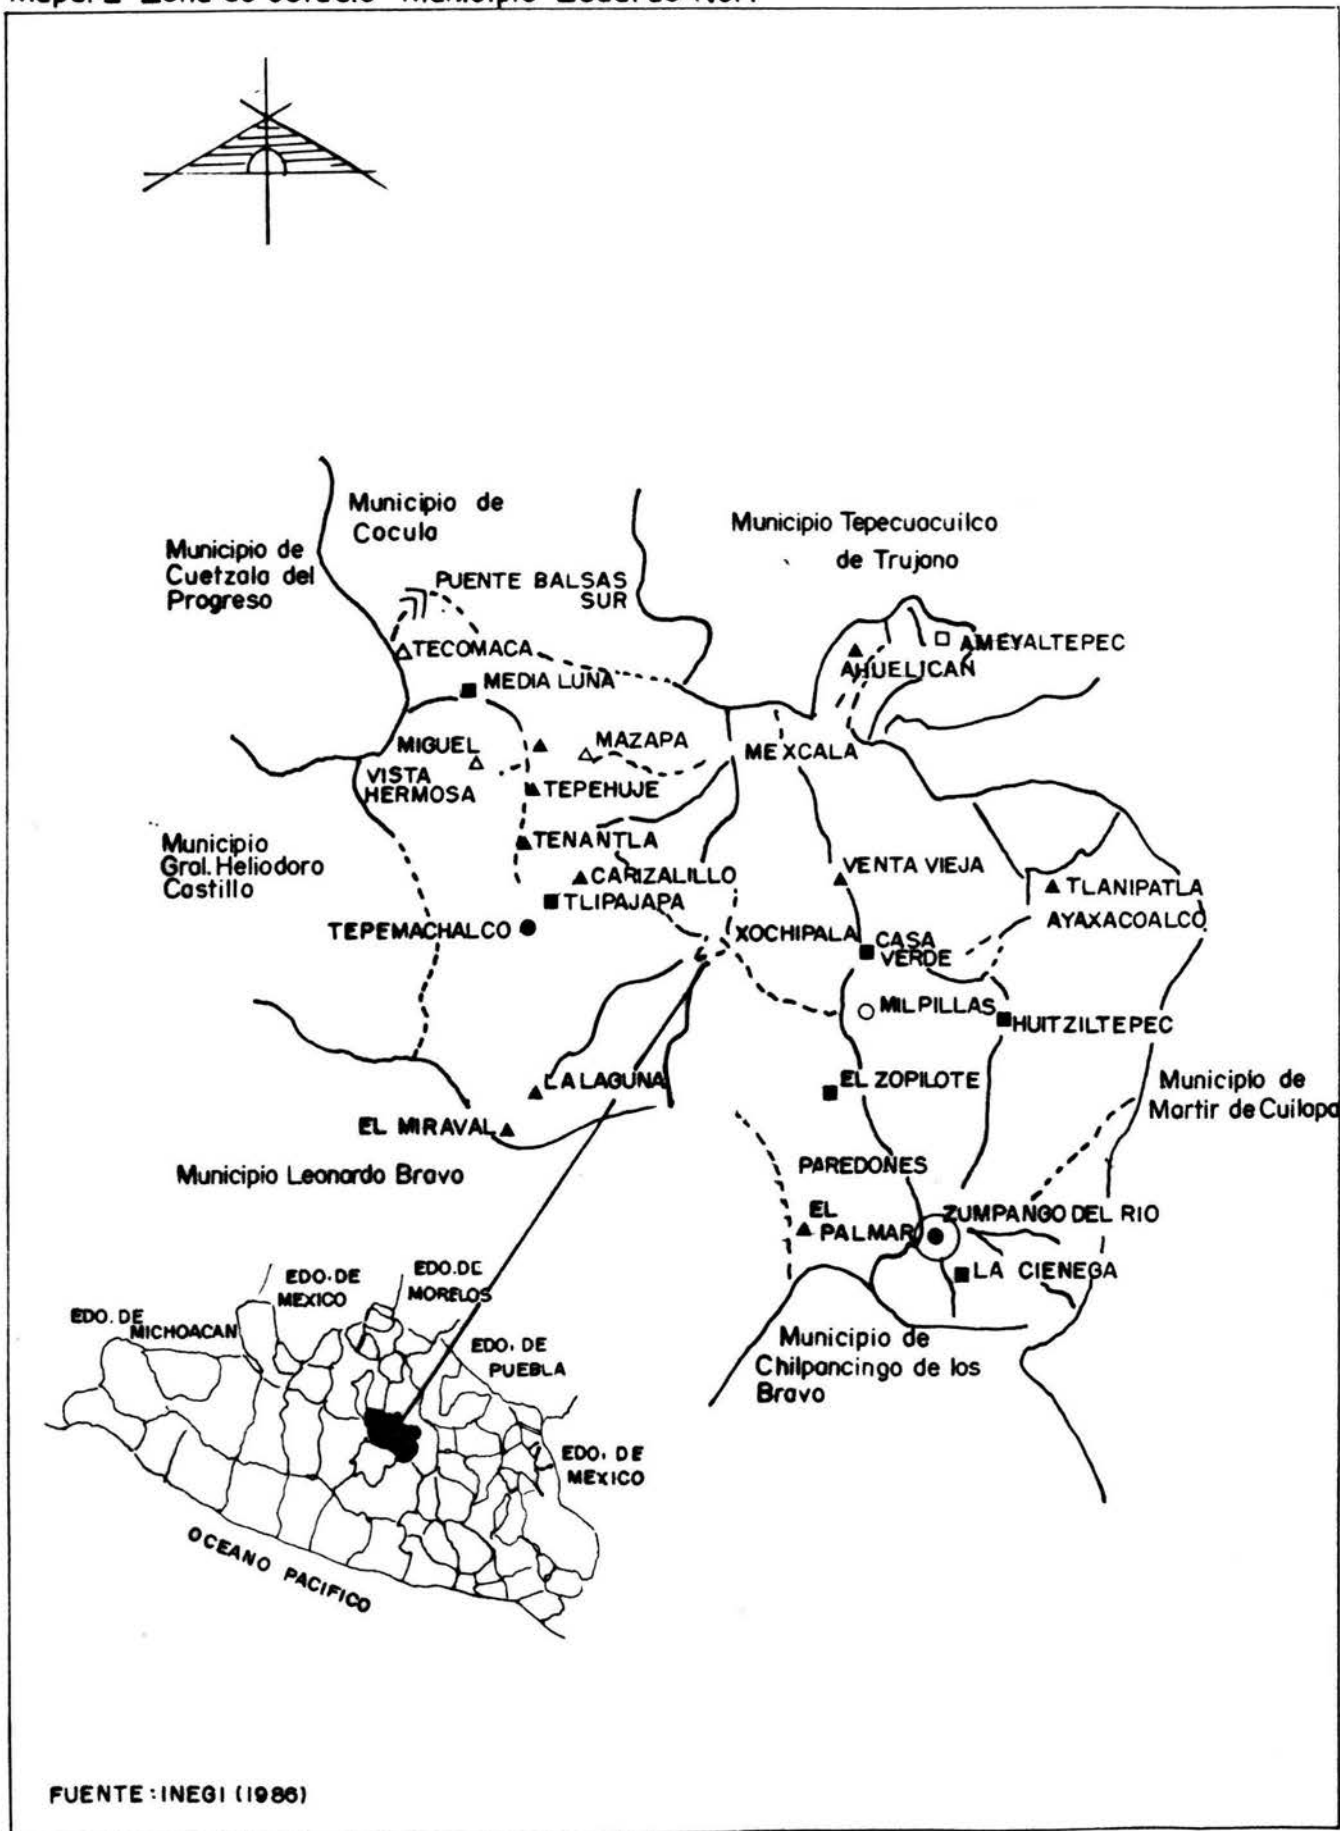 Municipio de
Cocula
Municipio de
Cuetzala del
Progreso
Municipio Tepecuacuilco
de Trujano
PUENTE BALSAS
SUR
TECOMACA
MEDIA LUNA
AMEYALTEPEC
AHUELICAN
MIGUEL
MAZAPA
MEXCALA
VISTA
HERMOSA
TEPEHUJE
Municipio
Gral. Heliodoro
Castillo
TENANTLA
VENTA VIEJA
CARIZALILLO
TLIPAJAPA
TLANIPATLA
AYAXACOALCO
TEPEMACHALCO
XOCHIPALA
CASA
VERDE
MILPILLAS
HUITZILTEPEC
LA LAGUNA
EL ZOPILOTE
Municipio de
Martir de Cuilapa
EL MIRAVAL
Municipio Leonardo Bravo
PAREDONES
EL
PALMAR
ZUMPANGO DEL RIO
LA CIENEGA
Municipio de
Chilpancingo de los
Bravo
EDO. DE
MICHOACAN
EDO. DE
MEXICO
EDO. DE
MORELOS
EDO. DE
PUEBLA
EDO. DE
MEXICO
OCEANO PACIFICO
FUENTE: INEGI (1986)